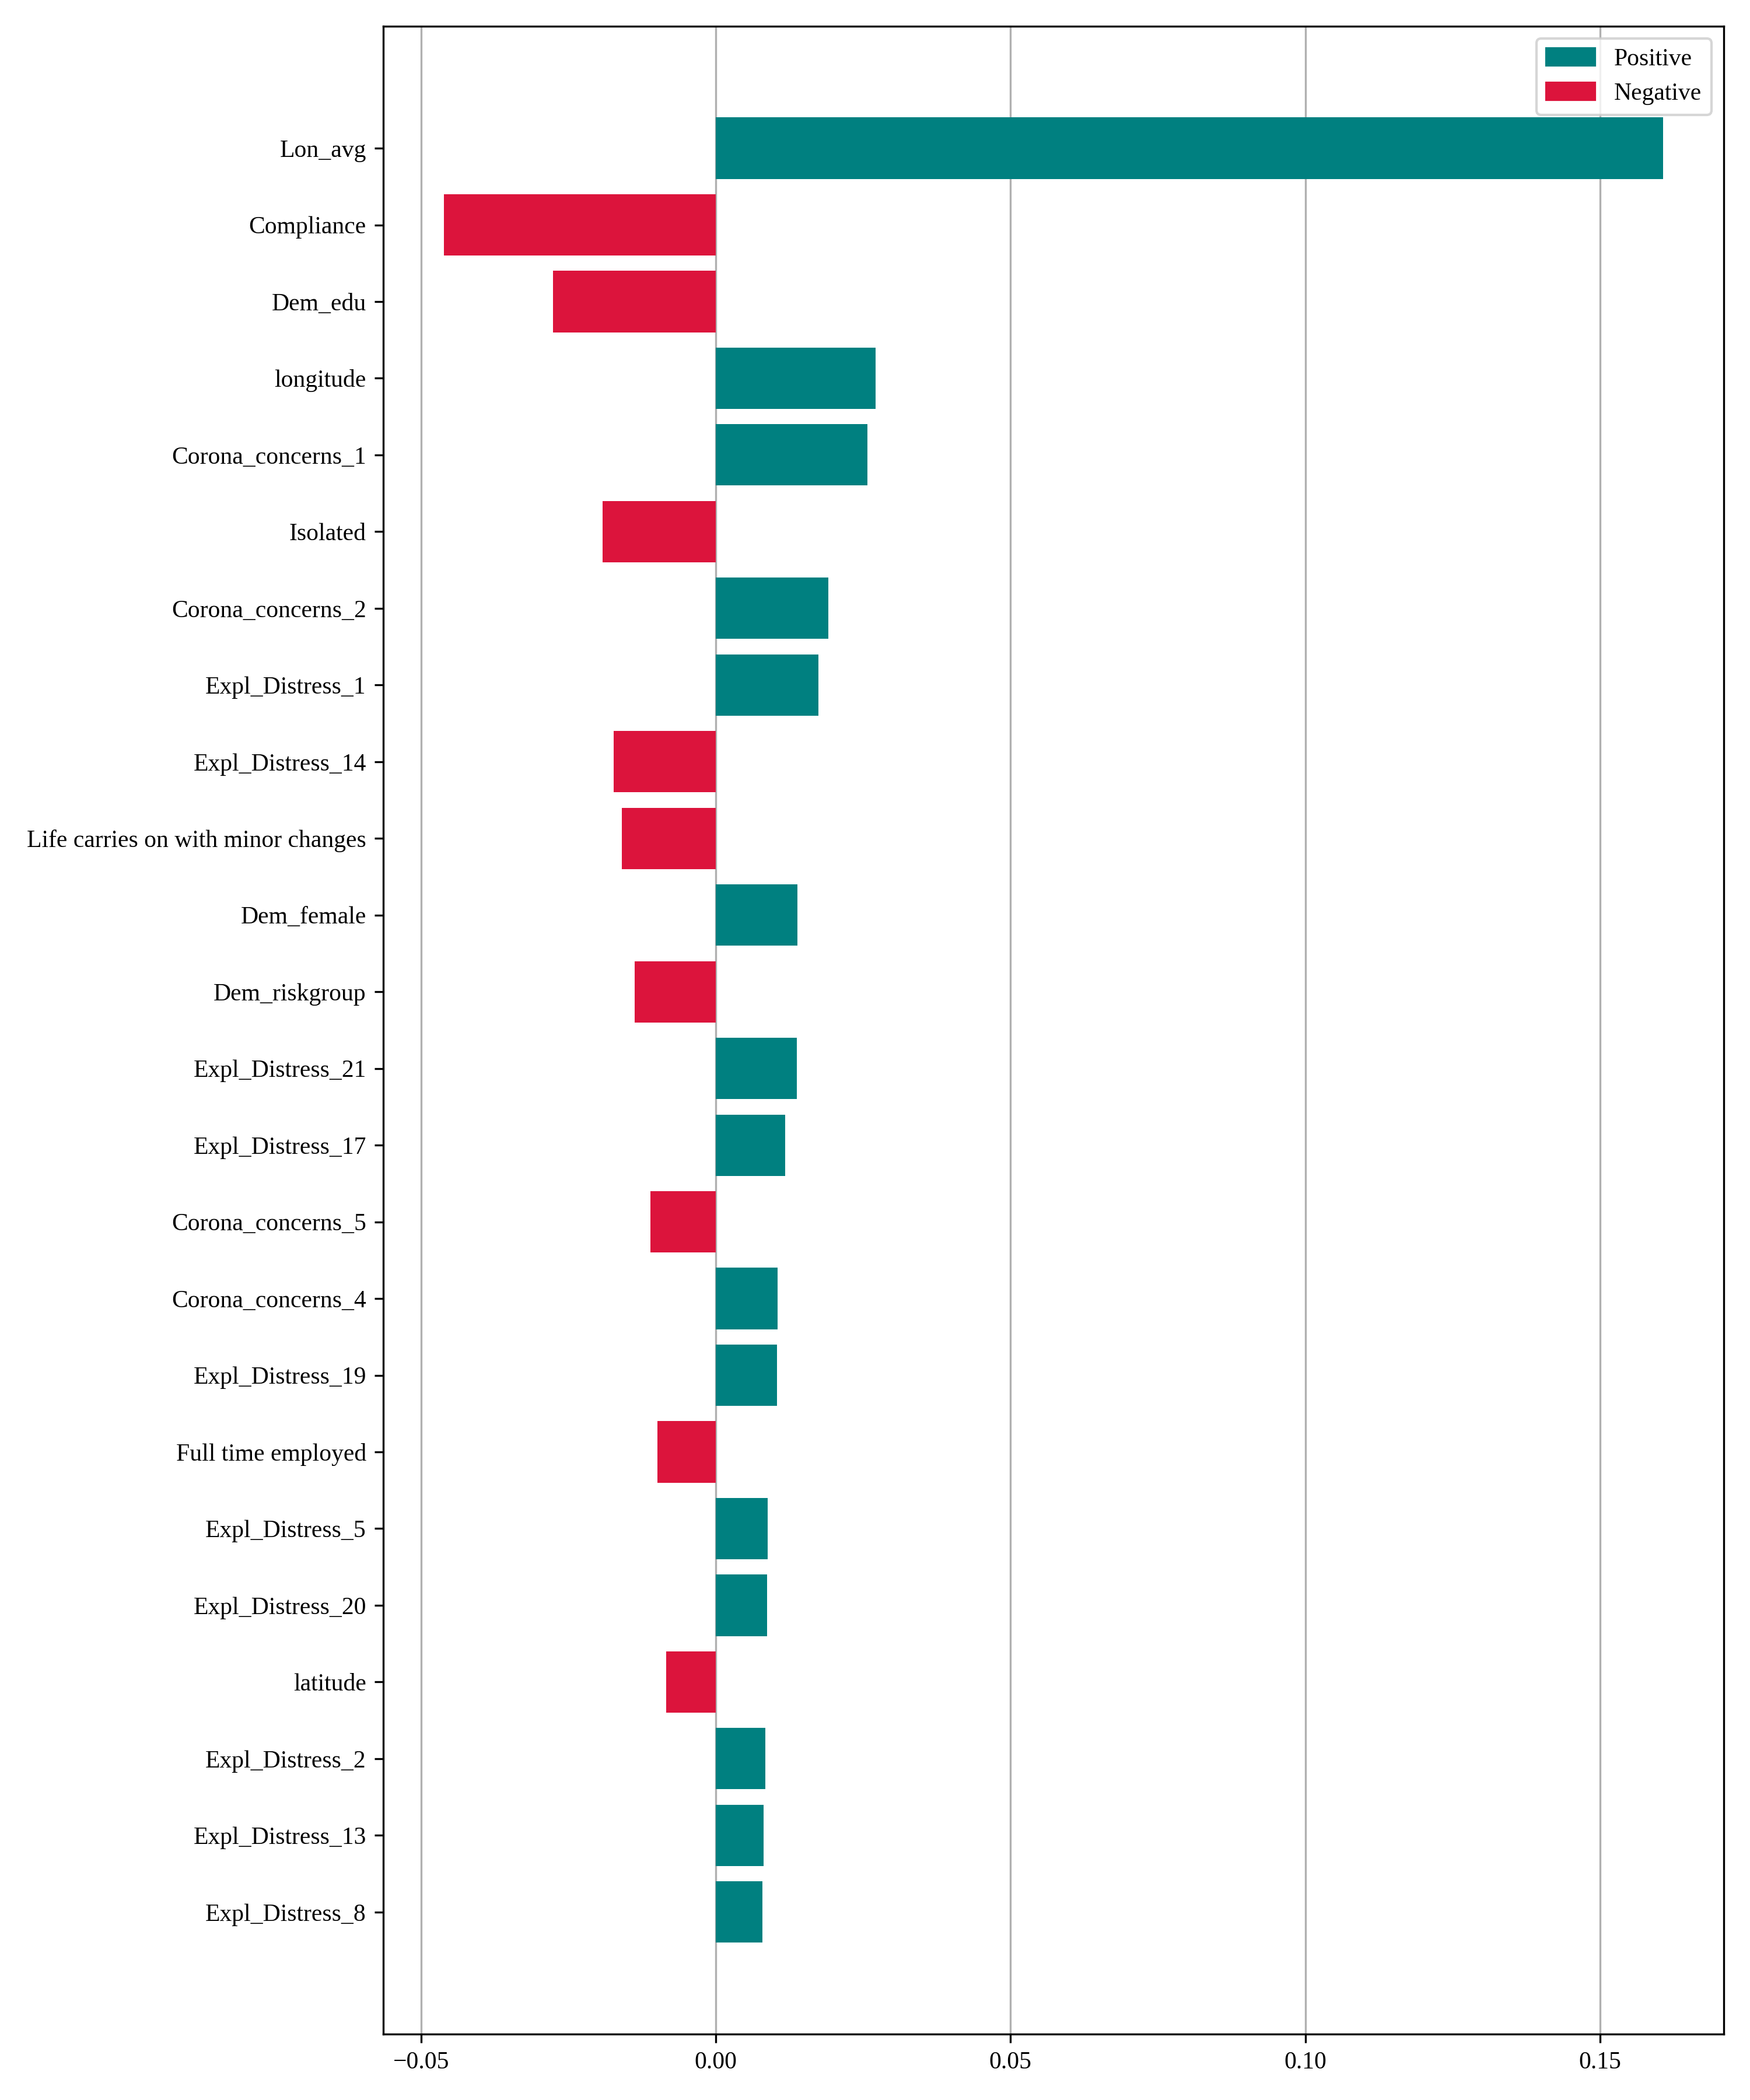 Positive
Negative
Lon_avg
Compliance
Dem_edu
longitude
Corona_concerns_1
Isolated
Corona_concerns_2
Expl_Distress_1
Expl_Distress_14
Life carries on with minor changes
Dem_female
Dem_riskgroup
Expl_Distress_21
Expl_Distress_17
Corona_concerns_5
Corona_concerns_4
Expl_Distress_19
Full time employed
Expl_Distress_5
Expl_Distress_20
latitude
Expl_Distress_2
Expl_Distress_13
Expl_Distress_8
−0.05 0.00 0.05 0.10 0.15